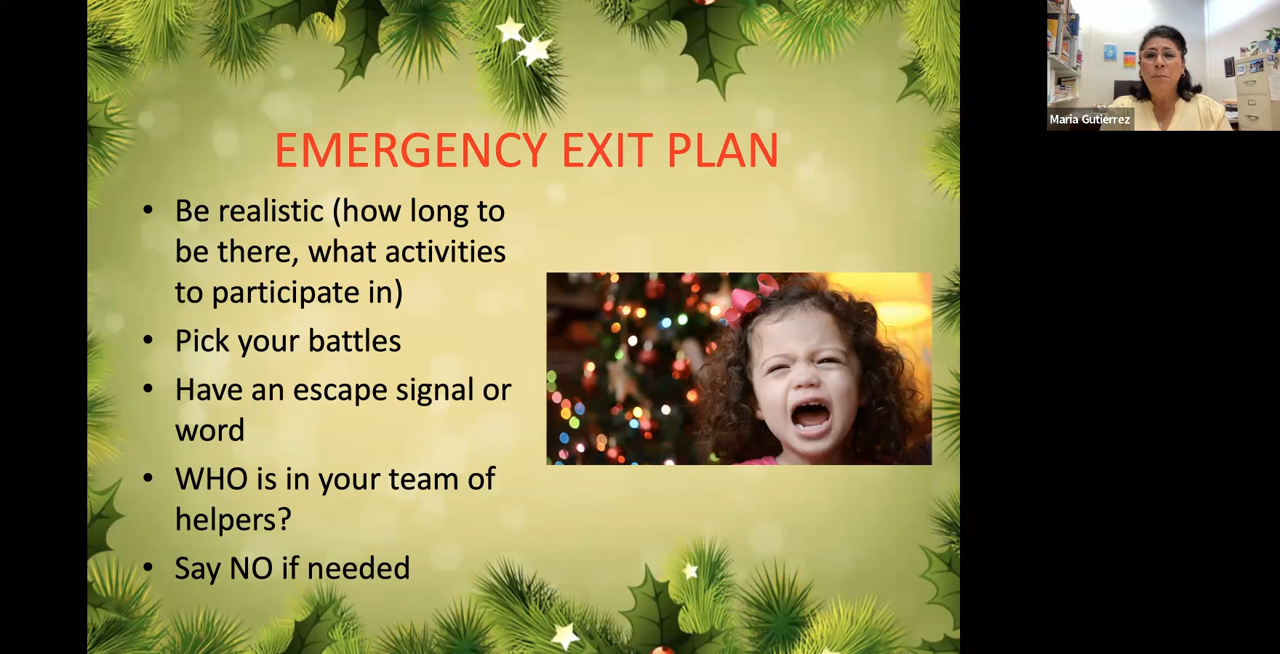 EMERGENCY EXIT PLAN
• Be realistic (how long to
be there, what activities
to participate in)
• Pick your battles
• Have an escape signal or
word
• WHO is in your team of
helpers?
• Say NO if needed
Maria Gutierrez